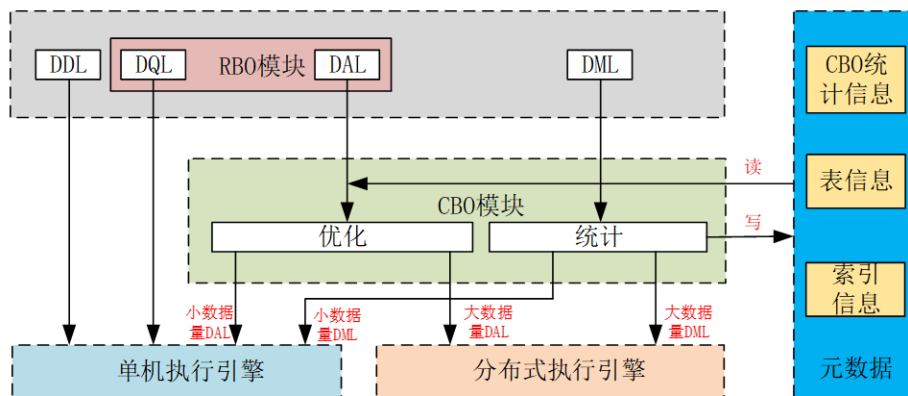 DDL
DQL
RBO模块
DAL
DML
CBO统
计信息
读
表信息
CBO模块
优化
统计
写
索引
信息
小数据
量DAL
小数据
量DML
大数据
量DAL
大数据
量DML
单机执行引擎
分布式执行引擎
元数据